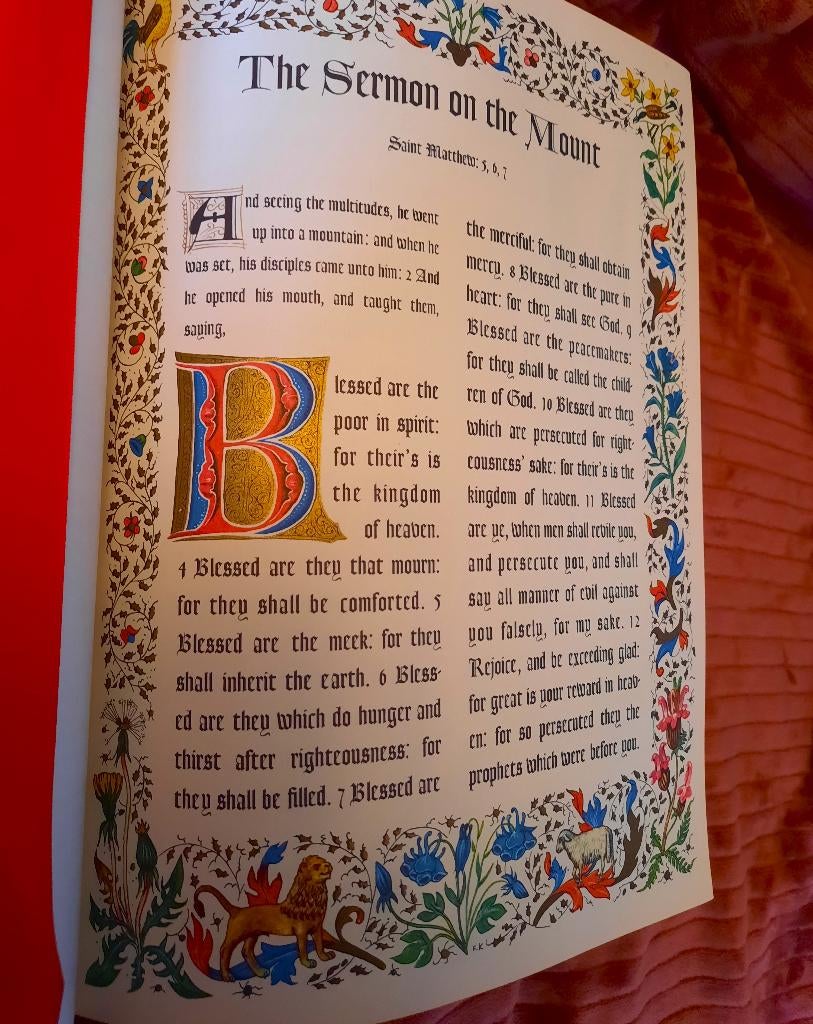 The Sermon on the Mount
Saint Matthew: 5, 6, 7
And seeing the multitudes, he went
up into a mountain: and when he
was set, his disciples came unto him: 2 And
he opened his mouth, and taught them,
saying,
Blessed are the
poor in spirit:
for their's is
the kingdom
of heaven.
4 Blessed are they that mourn:
for they shall be comforted. 5
Blessed are the meek: for they
shall inherit the earth. 6 Bless-
ed are they which do hunger and
thirst after righteousness: for
they shall be filled. 7 Blessed are
the merciful: for they shall obtain
mercy. 8 Blessed are the pure in
heart: for they shall see God. 9
Blessed are the peacemakers:
for they shall be called the child-
ren of God. 10 Blessed are they
which are persecuted for right-
eousness' sake: for their's is the
kingdom of heaven. 11 Blessed
are ye, when men shall revile you,
and persecute you, and shall
say all manner of evil against
you falsely, for my sake. 12
Rejoice, and be exceeding glad:
for great is your reward in heav-
en: for so persecuted they the
prophets which were before you.